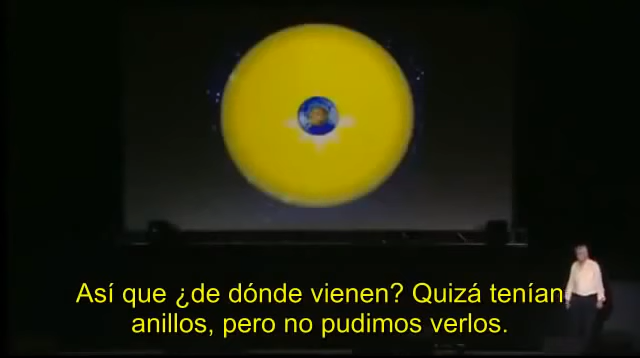 Así que ¿de dónde vienen? Quizá tenían
anillos, pero no pudimos verlos.